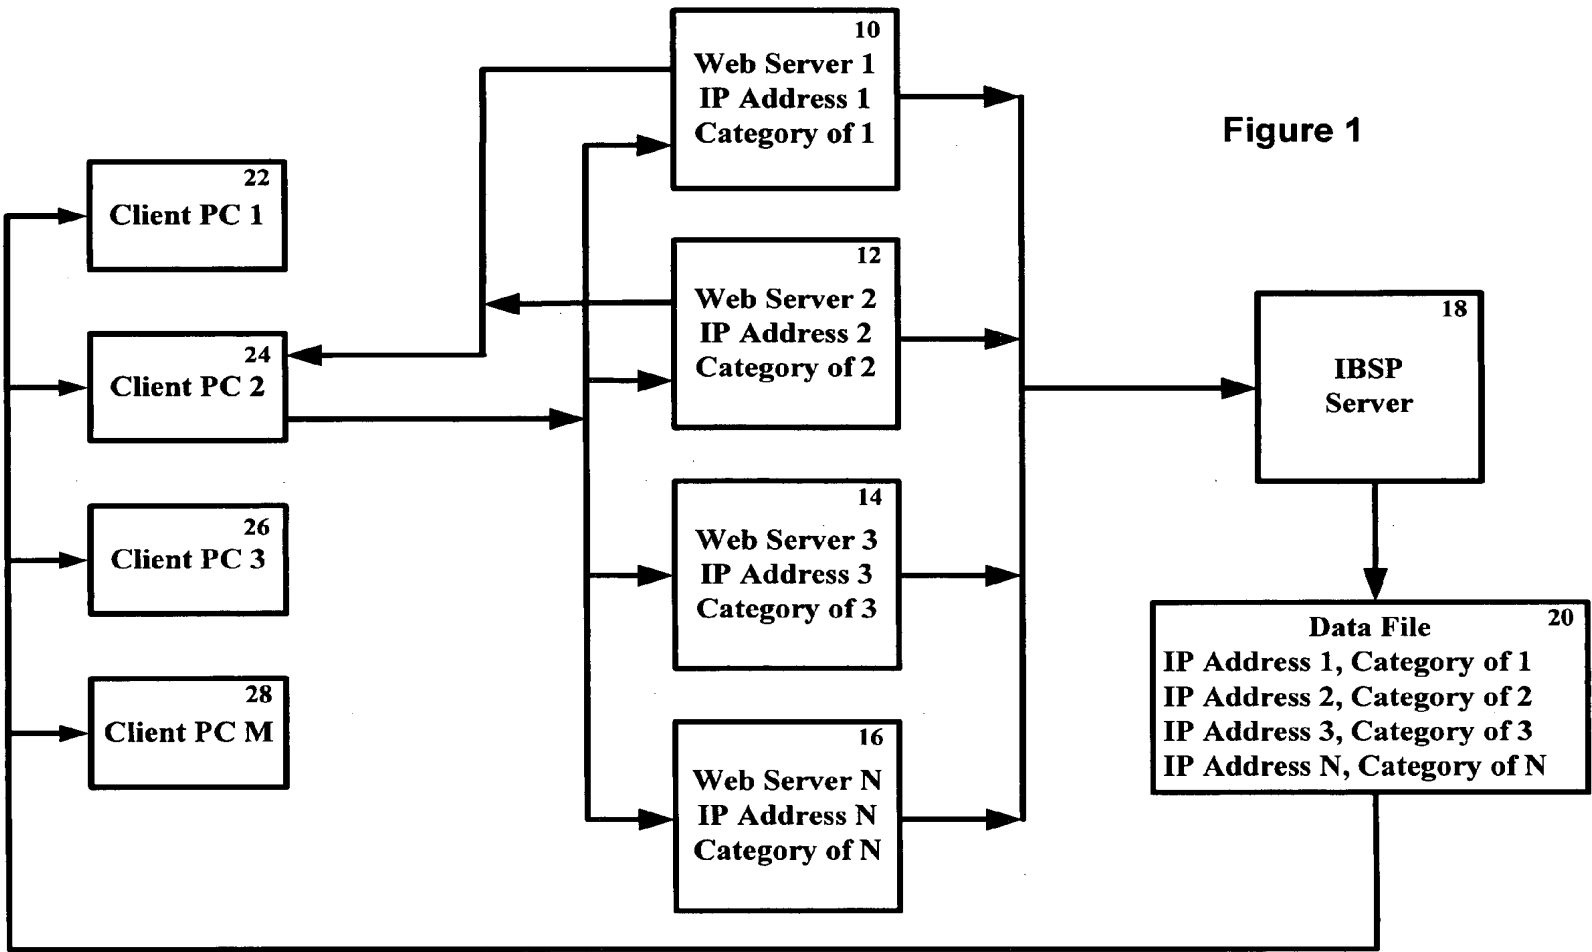 10
Web Server 1
IP Address 1
Category of 1
Figure 1
22
Client PC 1
12
Web Server 2
IP Address 2
Category of 2
18
IBSP
Server
24
Client PC 2
14
Web Server 3
IP Address 3
Category of 3
26
Client PC 3
20
Data File
IP Address 1, Category of 1
IP Address 2, Category of 2
IP Address 3, Category of 3
IP Address N, Category of N
28
Client PC M
16
Web Server N
IP Address N
Category of N